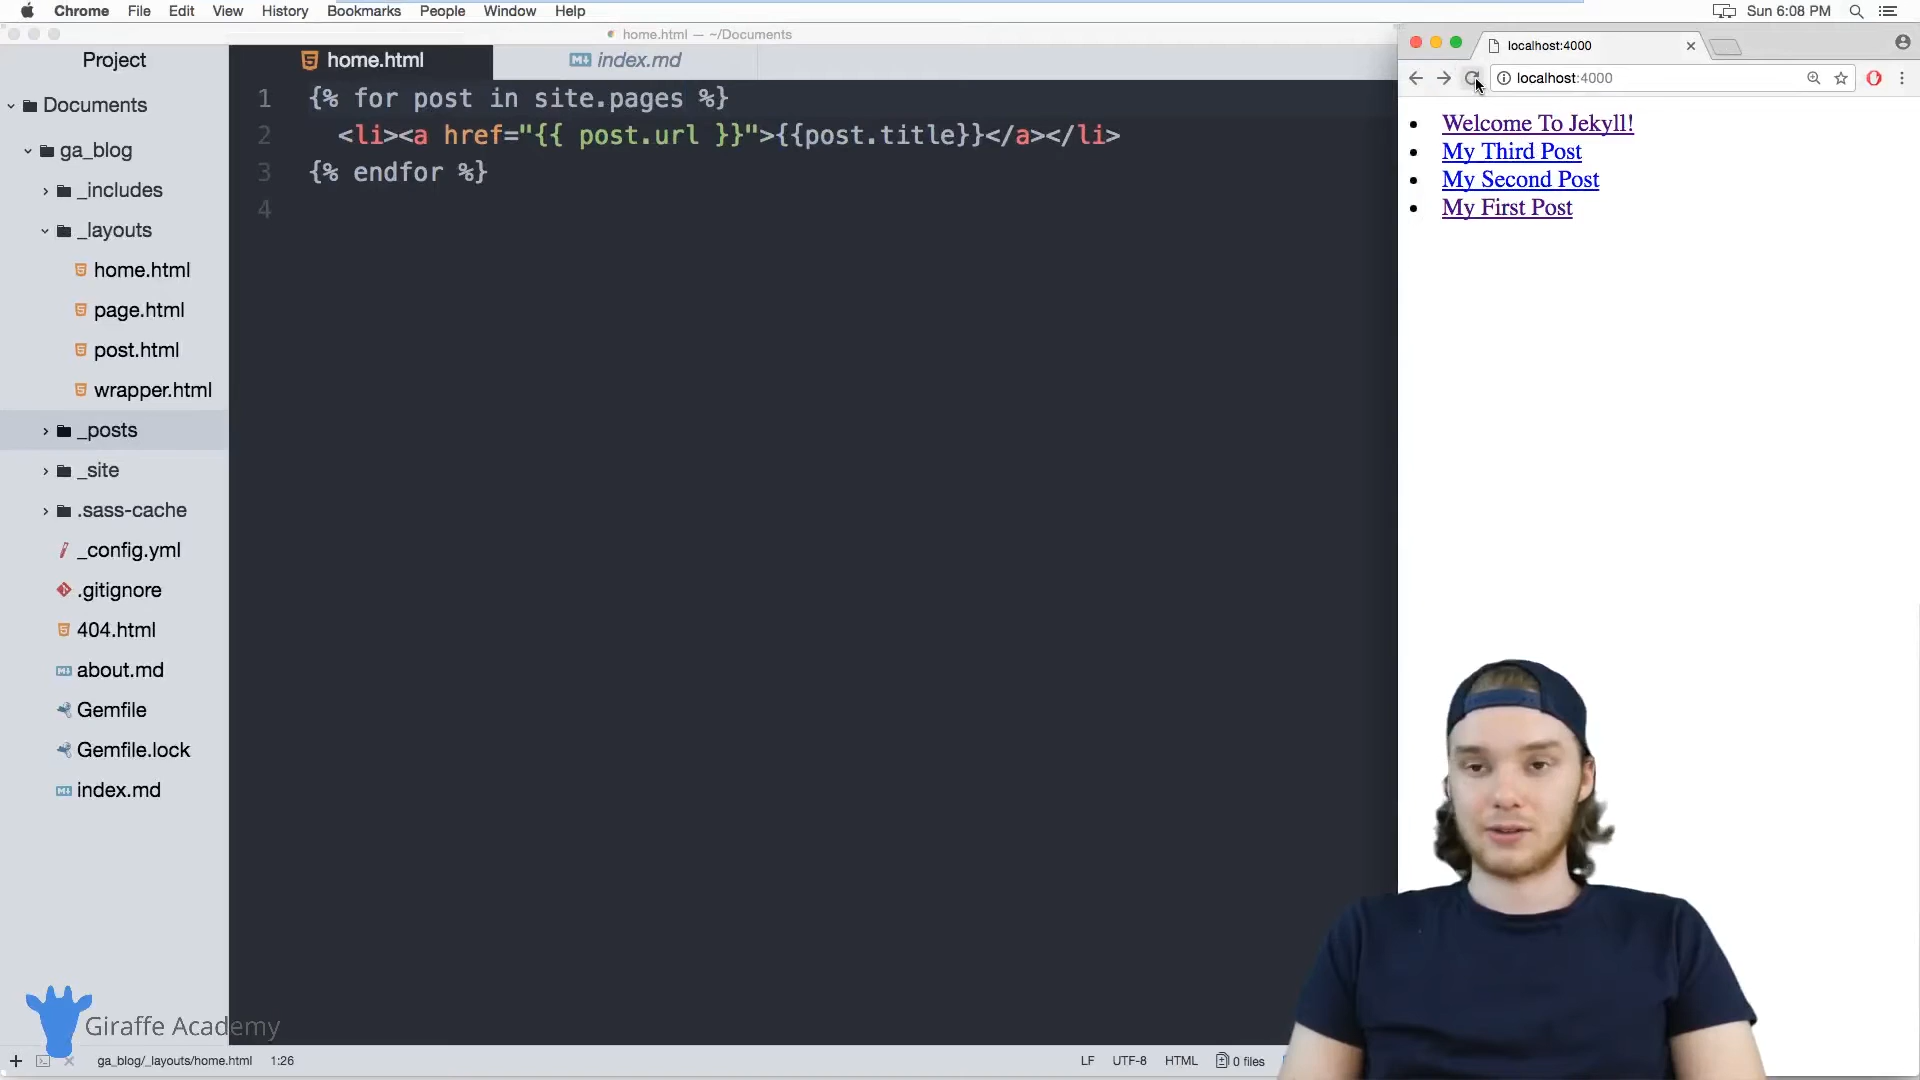 Chrome File Edit View History Bookmarks People Window Help Sun 6:08 PM
home.html — ~/Documents
Project
Documents
ga_blog
_includes
_layouts
home.html
page.html
post.html
wrapper.html
_posts
_site
.sass-cache
_config.yml
.gitignore
404.html
about.md
Gemfile
Gemfile.lock
index.md
home.html index.md
1 {% for post in site.pages %}
2 <li><a href="{{ post.url }}">{{post.title}}</a></li>
3 {% endfor %}
4
localhost:4000
localhost:4000
Welcome To Jekyll!
My Third Post
My Second Post
My First Post
Giraffe Academy
ga_blog/_layouts/home.html 1:26 LF UTF-8 HTML 0 files